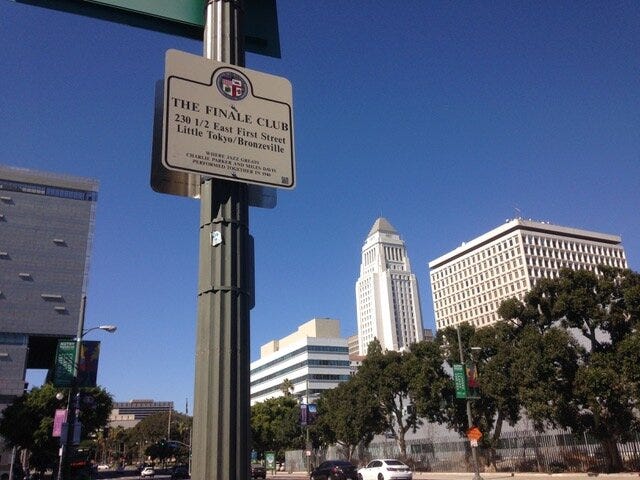 THE FINALE CLUB
230 1/2 East First Street
Little Tokyo/Bronzeville
WHERE JAZZ GREATS
CHARLIE PARKER AND MILES DAVIS
PERFORMED TOGETHER IN 1946